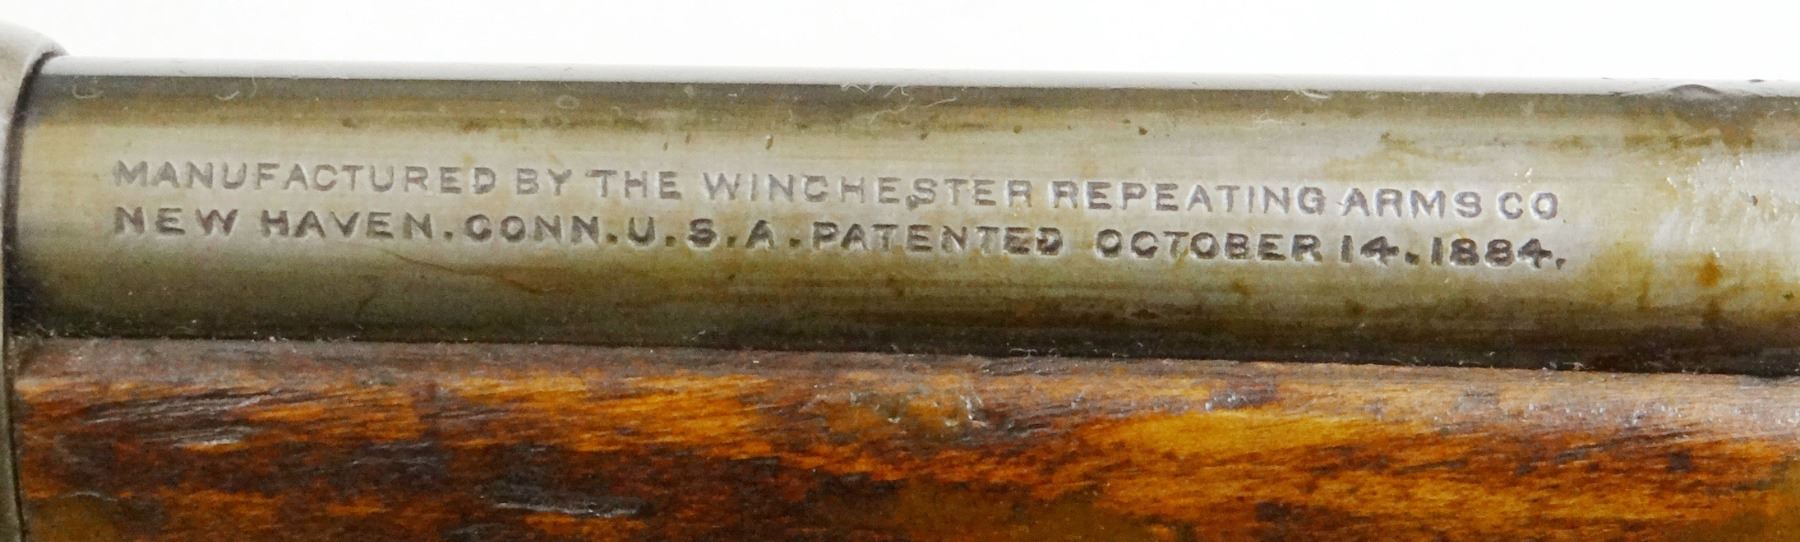 MANUFACTURED BY THE WINCHESTER REPEATING ARMS CO.
NEW HAVEN. CONN. U. S. A. PATENTED OCTOBER 14. 1884.